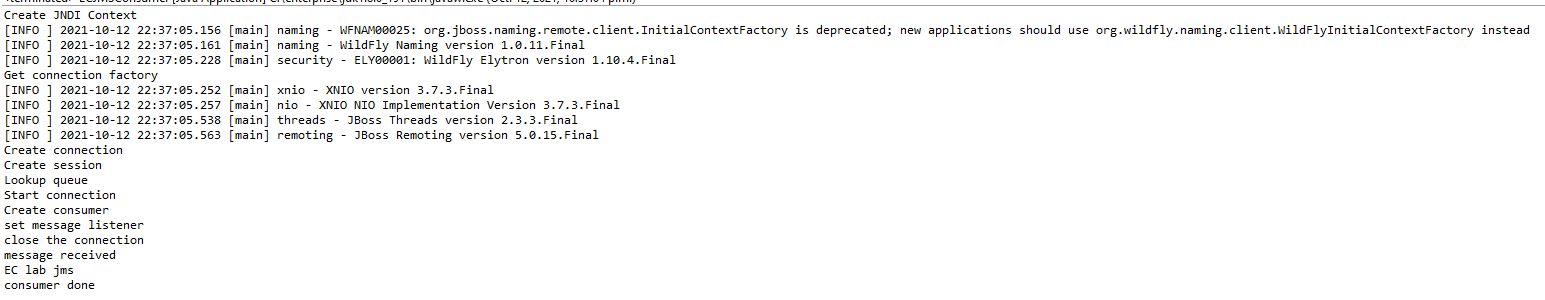 Create JNDI Context
[INFO ] 2021-10-12 22:37:05.156 [main] naming - WFNAM00025: org.jboss.naming.remote.client.InitialContextFactory is deprecated; new applications should use org.wildfly.naming.client.WildFlyInitialContextFactory instead
[INFO ] 2021-10-12 22:37:05.161 [main] naming - WildFly Naming version 1.0.11.Final
[INFO ] 2021-10-12 22:37:05.228 [main] security - ELY00001: WildFly Elytron version 1.10.4.Final
Get connection factory
[INFO ] 2021-10-12 22:37:05.252 [main] xnio - XNIO version 3.7.3.Final
[INFO ] 2021-10-12 22:37:05.257 [main] nio - XNIO NIO Implementation Version 3.7.3.Final
[INFO ] 2021-10-12 22:37:05.538 [main] threads - JBoss Threads version 2.3.3.Final
[INFO ] 2021-10-12 22:37:05.563 [main] remoting - JBoss Remoting version 5.0.15.Final
Create connection
Create session
Lookup queue
Start connection
Create consumer
set message listener
close the connection
message received
EC lab jms
consumer done